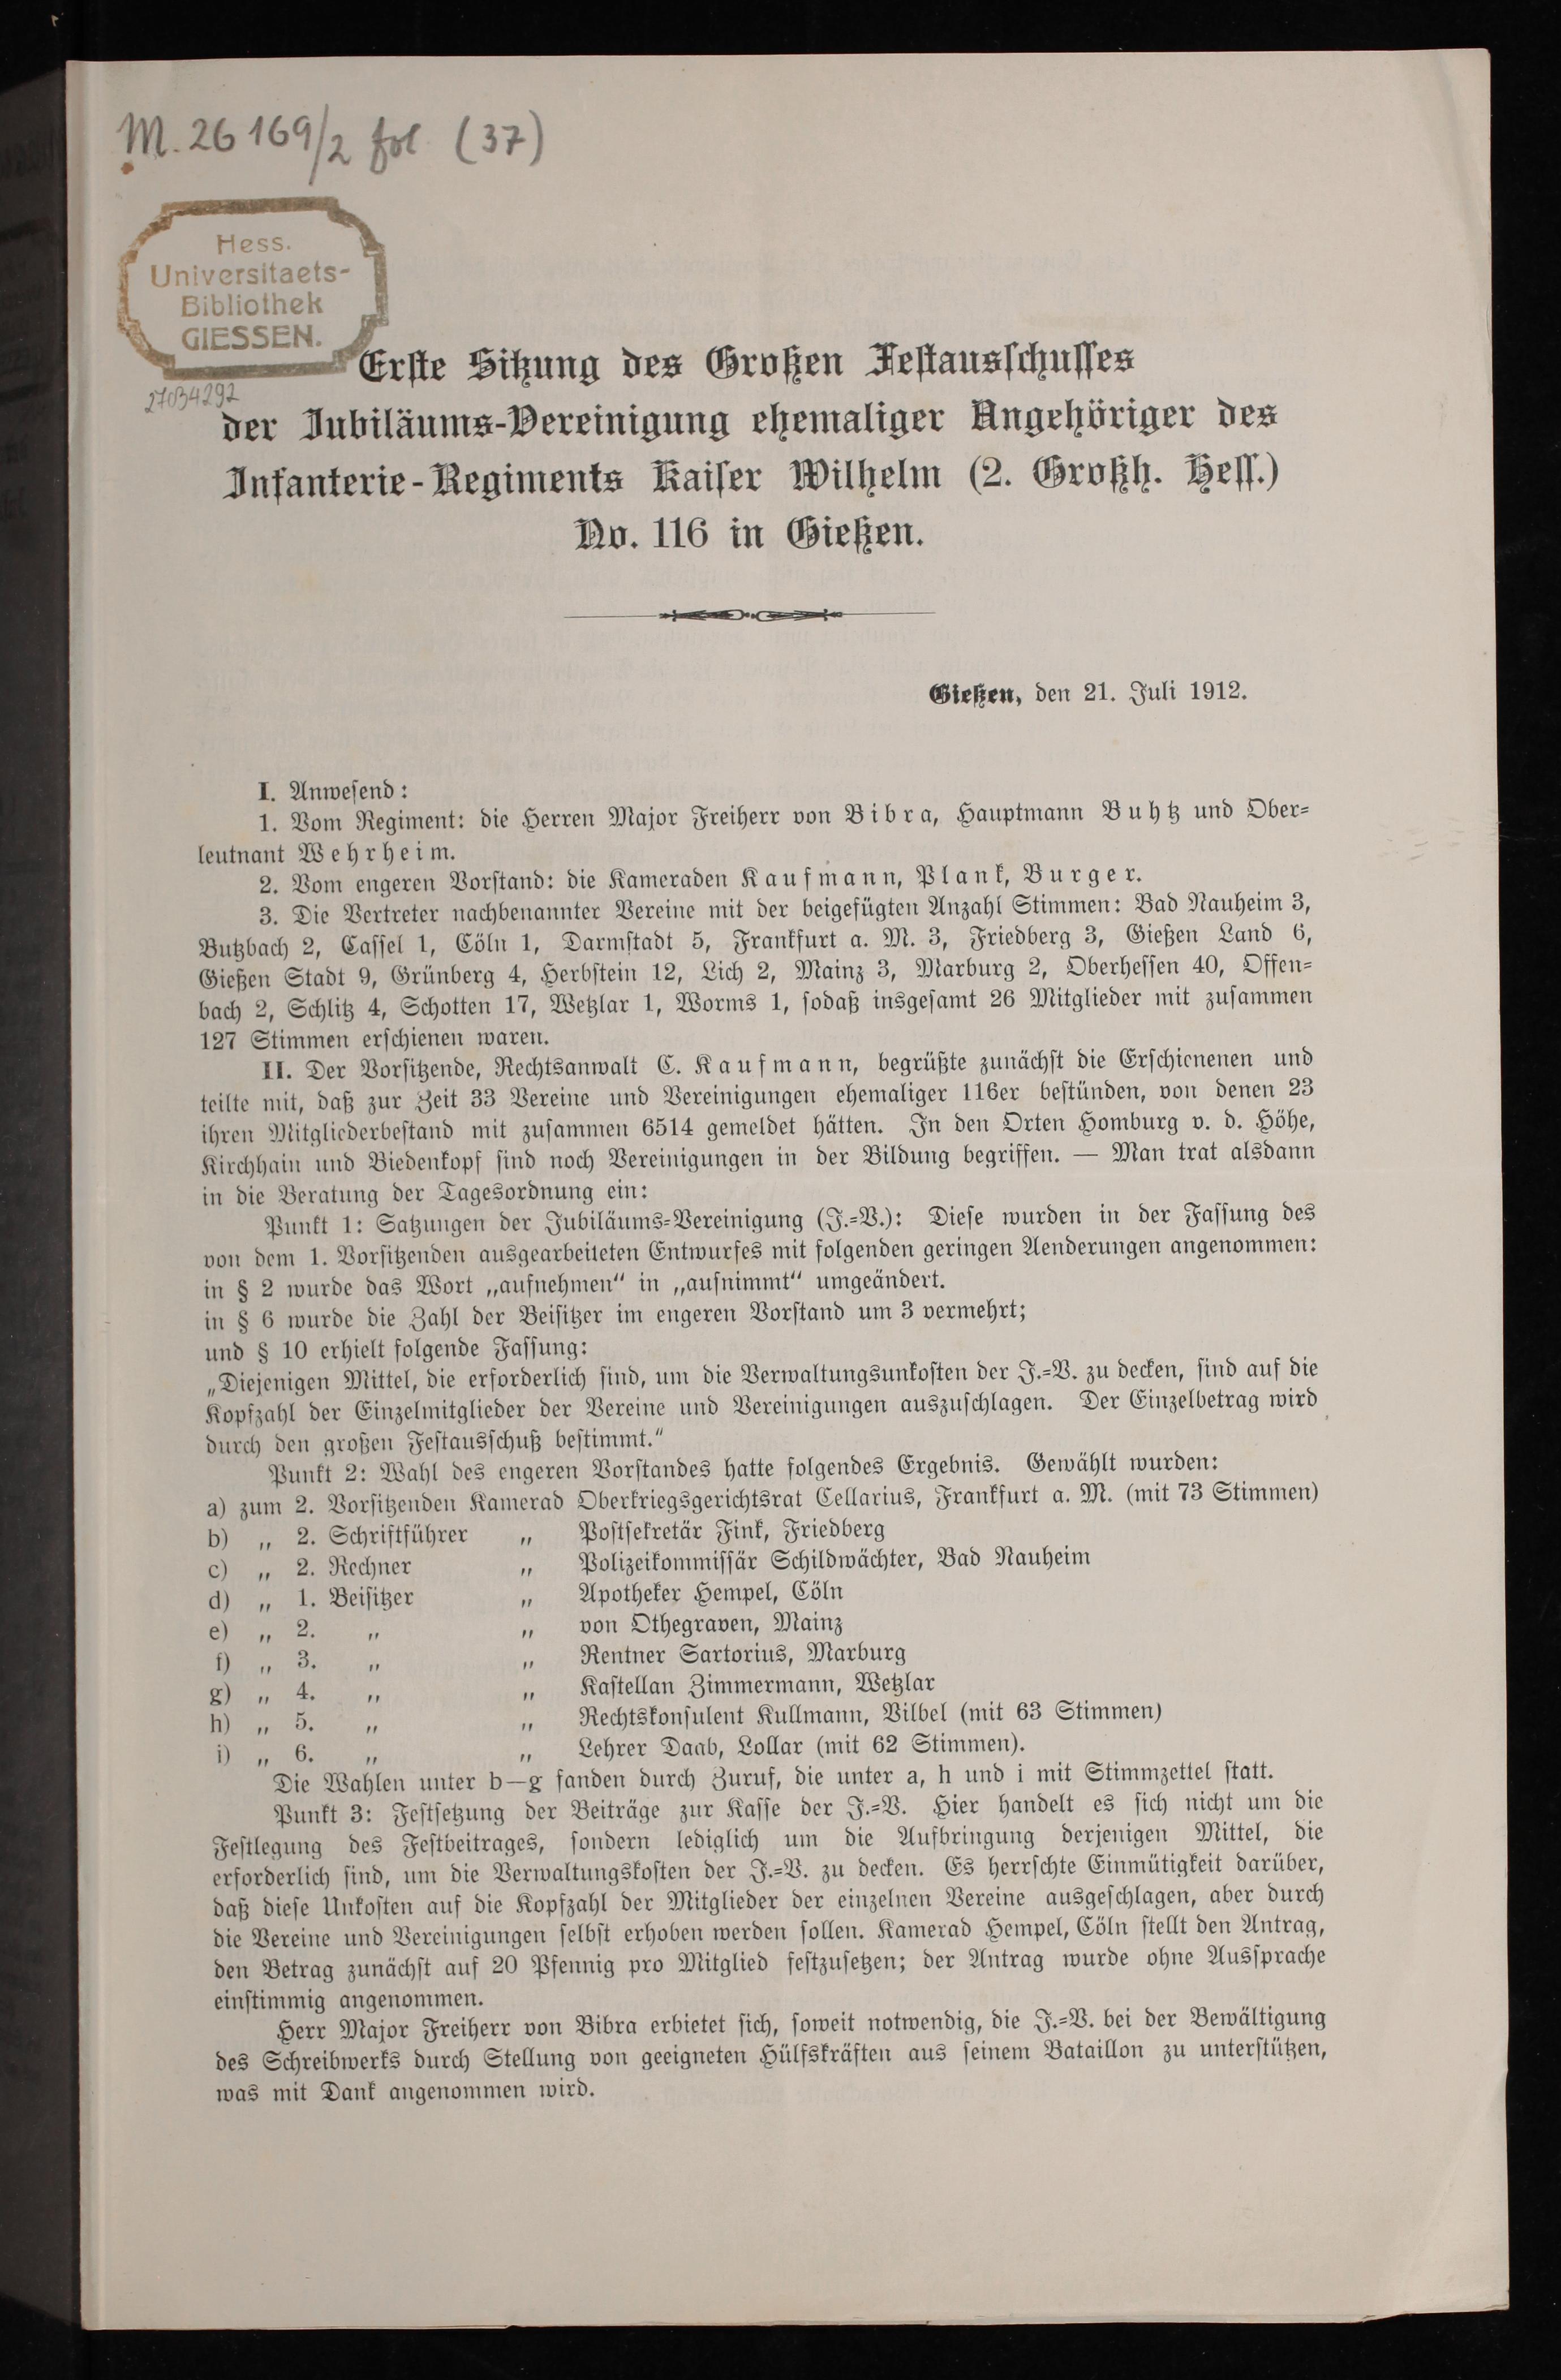 M. 26 169/2 fol (37)
Hess.
Universitaets-
Bibliothek
GIESSEN.
27034292
Erste Sitzung des Großen Festausschusses
der Jubiläums-Vereinigung ehemaliger Angehöriger des
Infanterie-Regiments Kaiser Wilhelm (2. Großh. Hess.)
No. 116 in Gießen.
Gießen, den 21. Juli 1912.
I. Anwesend:
1. Vom Regiment: die Herren Major Freiherr von Bibra, Hauptmann Buhtz und Ober-
leutnant Wehrheim.
2. Vom engeren Vorstand: die Kameraden Kaufmann, Plank, Burger.
3. Die Vertreter nachbenannter Vereine mit der beigefügten Anzahl Stimmen: Bad Nauheim 3,
Butzbach 2, Cassel 1, Cöln 1, Darmstadt 5, Frankfurt a. M. 3, Friedberg 3, Gießen Land 6,
Gießen Stadt 9, Grünberg 4, Herbstein 12, Lich 2, Mainz 3, Marburg 2, Oberhessen 40, Offen-
bach 2, Schlitz 4, Schotten 17, Wetzlar 1, Worms 1, sodaß insgesamt 26 Mitglieder mit zusammen
127 Stimmen erschienen waren.
II. Der Vorsitzende, Rechtsanwalt C. Kaufmann, begrüßte zunächst die Erschienenen und
teilte mit, daß zur Zeit 33 Vereine und Vereinigungen ehemaliger 116er bestünden, von denen 23
ihren Mitgliederbestand mit zusammen 6514 gemeldet hätten. In den Orten Homburg v. d. Höhe,
Kirchhain und Biedenkopf sind noch Vereinigungen in der Bildung begriffen. — Man trat alsdann
in die Beratung der Tagesordnung ein:
Punkt 1: Satzungen der Jubiläums-Vereinigung (J.-V.): Diese wurden in der Fassung des
von dem 1. Vorsitzenden ausgearbeiteten Entwurfes mit folgenden geringen Aenderungen angenommen:
in § 2 wurde das Wort „aufnehmen“ in „aufnimmt“ umgeändert.
in § 6 wurde die Zahl der Beisitzer im engeren Vorstand um 3 vermehrt;
und § 10 erhielt folgende Fassung:
„Diejenigen Mittel, die erforderlich sind, um die Verwaltungsunkosten der J.-V. zu decken, sind auf die
Kopfzahl der Einzelmitglieder der Vereine und Vereinigungen auszuschlagen. Der Einzelbetrag wird
durch den großen Festausschuß bestimmt.“
Punkt 2: Wahl des engeren Vorstandes hatte folgendes Ergebnis. Gewählt wurden:
a) zum 2. Vorsitzenden Kamerad Oberkriegsgerichtsrat Cellarius, Frankfurt a. M. (mit 73 Stimmen)
b) „ 2. Schriftführer „ Postsekretär Fink, Friedberg
c) „ 2. Rechner „ Polizeikommissär Schildwächter, Bad Nauheim
d) „ 1. Beisitzer „ Apotheker Hempel, Cöln
e) „ 2. „ „ von Othegraven, Mainz
f) „ 3. „ „ Rentner Sartorius, Marburg
g) „ 4. „ „ Kastellan Zimmermann, Wetzlar
h) „ 5. „ „ Rechtskonsulent Kullmann, Vilbel (mit 63 Stimmen)
i) „ 6. „ „ Lehrer Daab, Lollar (mit 62 Stimmen).
Die Wahlen unter b—g fanden durch Zuruf, die unter a, h und i mit Stimmzettel statt.
Punkt 3: Festsetzung der Beiträge zur Kasse der J.-V. Hier handelt es sich nicht um die
Festlegung des Festbeitrages, sondern lediglich um die Aufbringung derjenigen Mittel, die
erforderlich sind, um die Verwaltungskosten der J.-V. zu decken. Es herrschte Einmütigkeit darüber,
daß diese Unkosten auf die Kopfzahl der Mitglieder der einzelnen Vereine ausgeschlagen, aber durch
die Vereine und Vereinigungen selbst erhoben werden sollen. Kamerad Hempel, Cöln stellt den Antrag,
den Betrag zunächst auf 20 Pfennig pro Mitglied festzusetzen; der Antrag wurde ohne Aussprache
einstimmig angenommen.
Herr Major Freiherr von Bibra erbietet sich, soweit notwendig, die J.-V. bei der Bewältigung
des Schreibwerks durch Stellung von geeigneten Hülfskräften aus seinem Bataillon zu unterstützen,
was mit Dank angenommen wird.